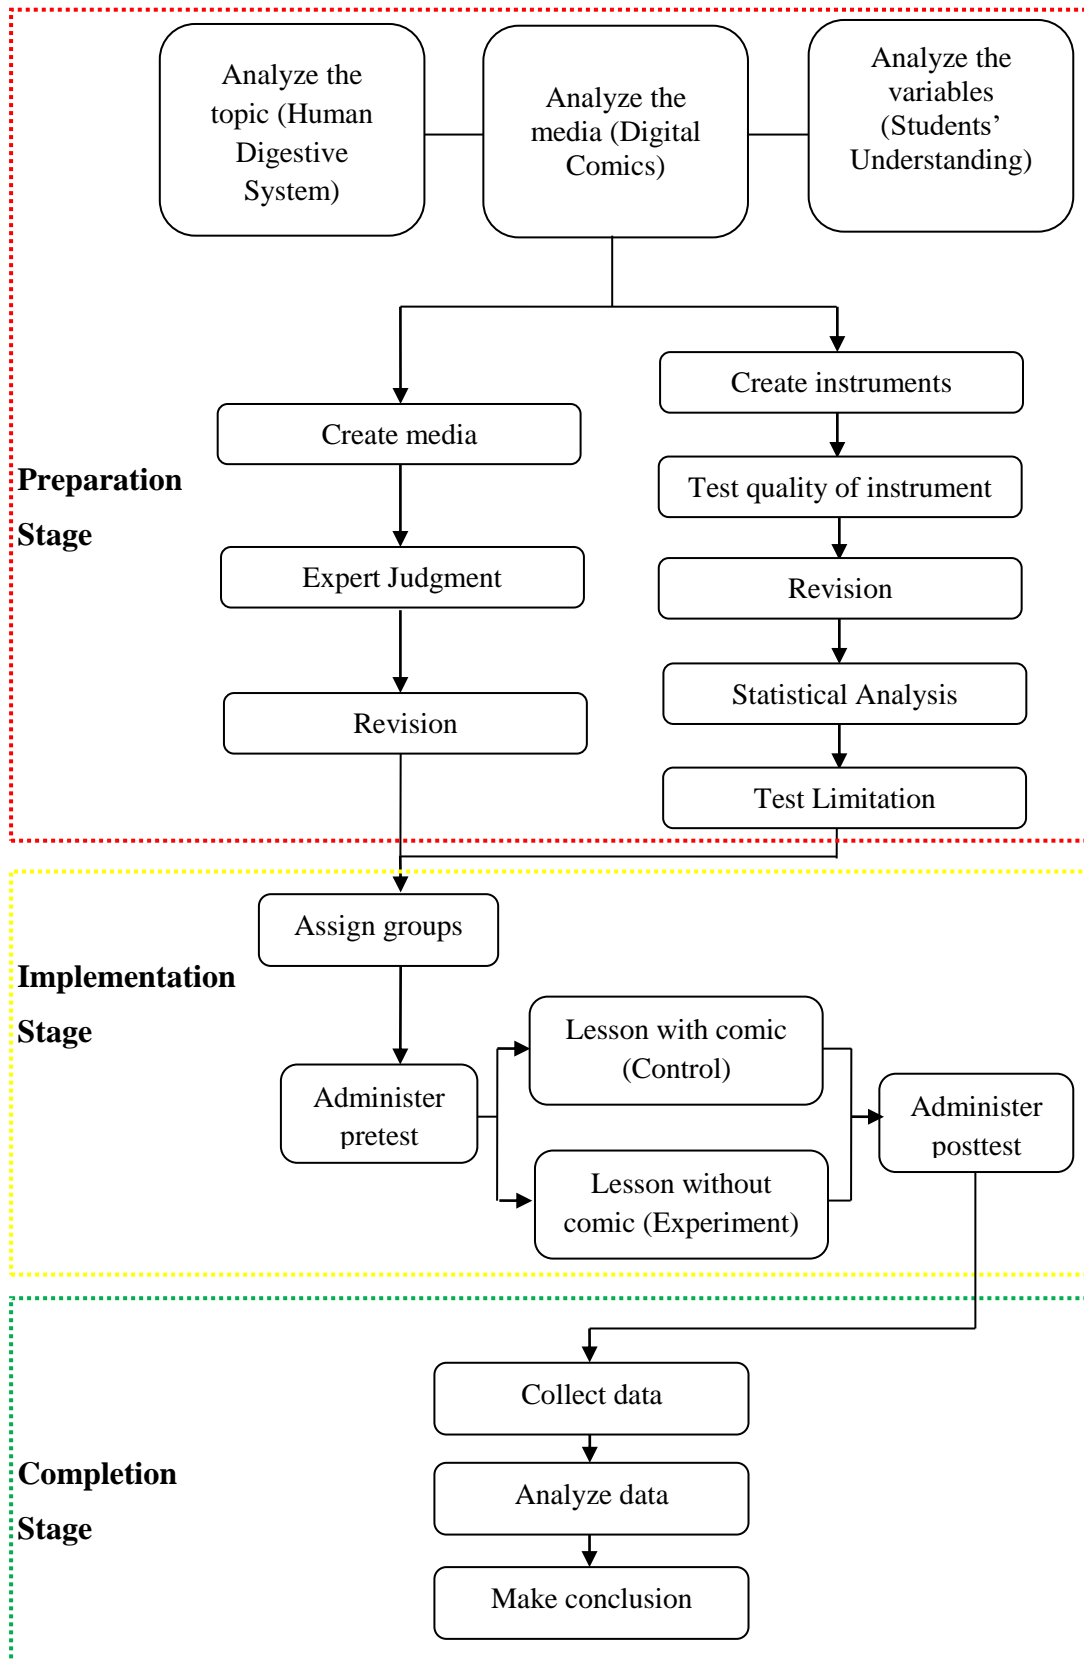 Analyze the
topic (Human
Digestive
System)
Analyze the
media (Digital
Comics)
Analyze the
variables
(Students’
Understanding)
Create media
Expert Judgment
Revision
Create instruments
Test quality of instrument
Revision
Statistical Analysis
Test Limitation
Preparation
Stage
Assign groups
Implementation
Stage
Administer
pretest
Lesson with comic
(Control)
Lesson without
comic (Experiment)
Administer
posttest
Collect data
Analyze data
Make conclusion
Completion
Stage